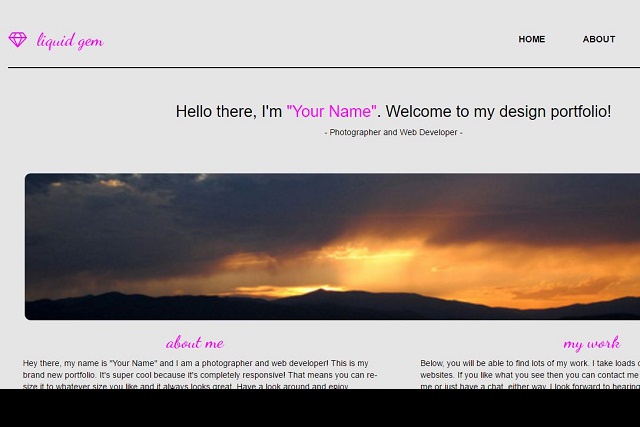 liquid gem
HOME ABOUT
Hello there, I'm "Your Name". Welcome to my design portfolio!
- Photographer and Web Developer -
about me
Hey there, my name is "Your Name" and I am a photographer and web developer! This is my
brand new portfolio. It's super cool because it's completely responsive! That means you can re-
size it to whatever size you like and it always looks great. Have a look around and enjoy
my work
Below, you will be able to find lots of my work. I take loads
websites. If you like what you see then you can contact me
me or just have a chat, either way, I look forward to hearing